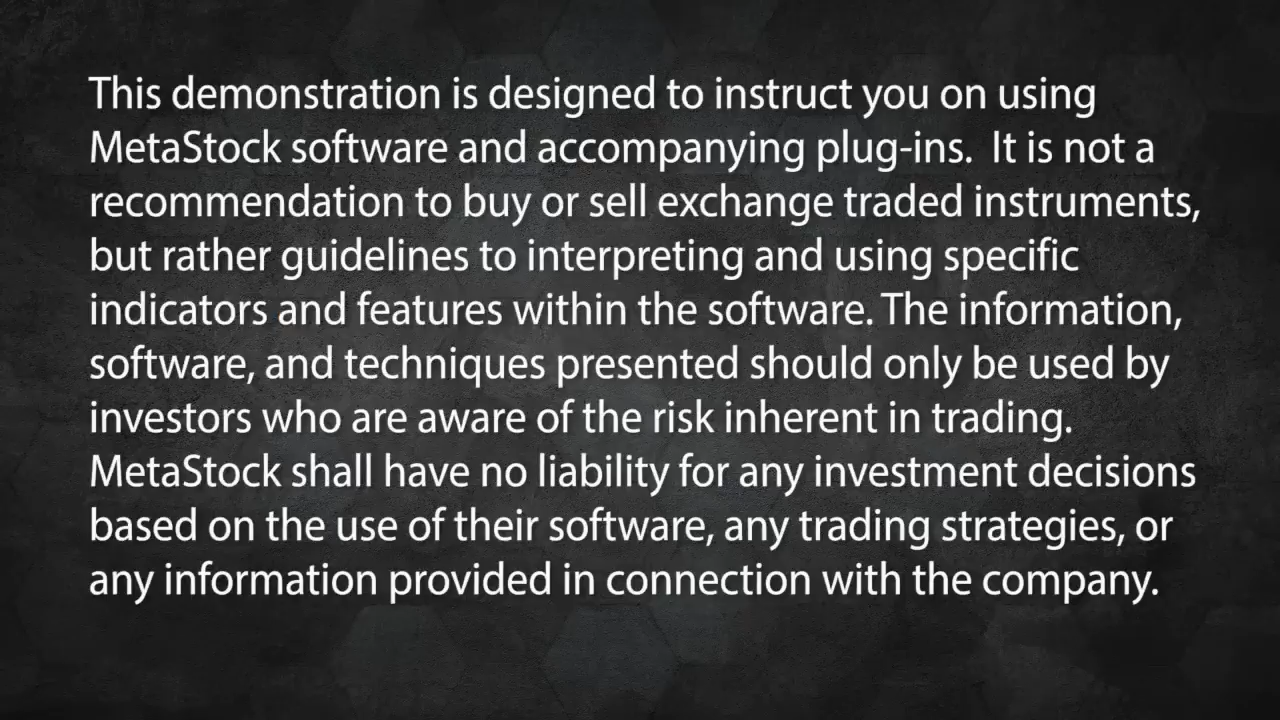 This demonstration is designed to instruct you on using
MetaStock software and accompanying plug-ins.  It is not a
recommendation to buy or sell exchange traded instruments,
but rather guidelines to interpreting and using specific
indicators and features within the software. The information,
software, and techniques presented should only be used by
investors who are aware of the risk inherent in trading.
MetaStock shall have no liability for any investment decisions
based on the use of their software, any trading strategies, or
any information provided in connection with the company.